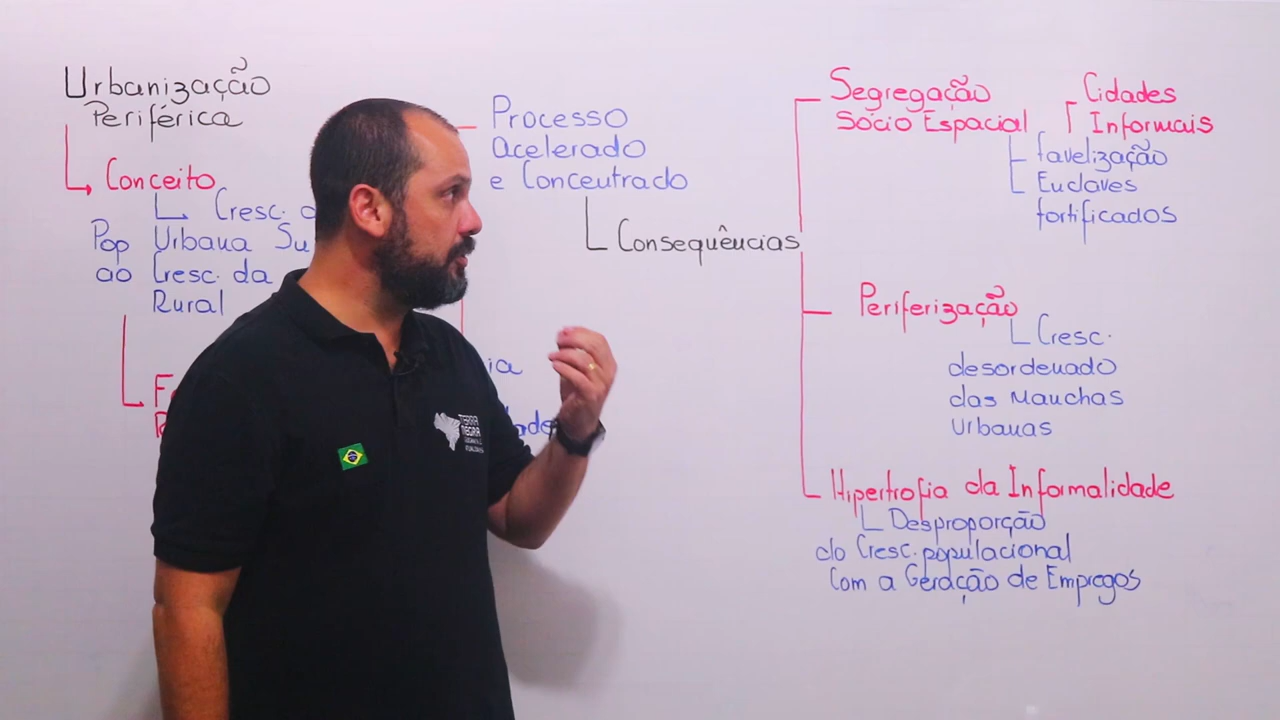 Urbanização
Periférica
Conceito
Cresc.
Pop Urbana Su
ao Cresc. da
Rural
Processo
Acelerado
e Concentrado
Consequências
Segregação
Sócio Espacial
Cidades
Informais
favelização
Enclaves
fortificados
Periferização
Cresc.
desordenado
das Manchas
Urbanas
Hipertrofia da Informalidade
Desproporção
do Cresc. populacional
Com a Geração de Empregos
TERRA
NEGRA